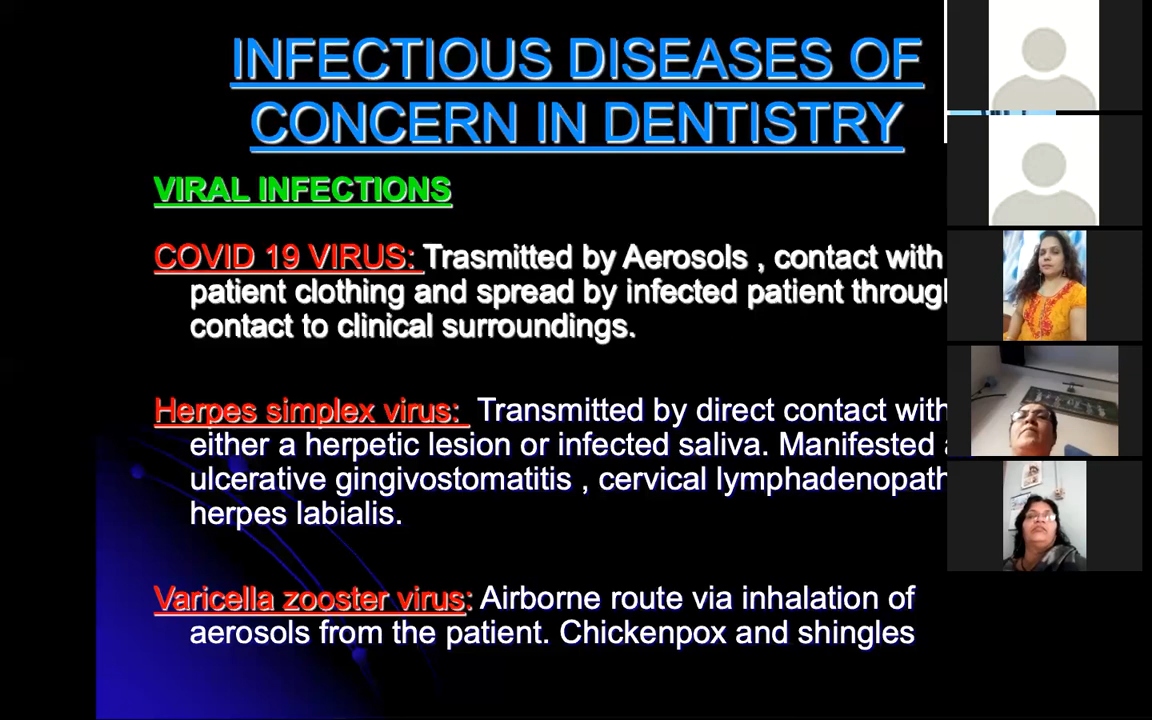 INFECTIOUS DISEASES OF
CONCERN IN DENTISTRY
VIRAL INFECTIONS
COVID 19 VIRUS: Trasmitted by Aerosols , contact with
patient clothing and spread by infected patient through
contact to clinical surroundings.
Herpes simplex virus: Transmitted by direct contact with
either a herpetic lesion or infected saliva. Manifested
ulcerative gingivostomatitis , cervical
herpes labialis.
Varicella zooster virus: Airborne route via inhalation of
aerosols from the patient. Chickenpox and shingles